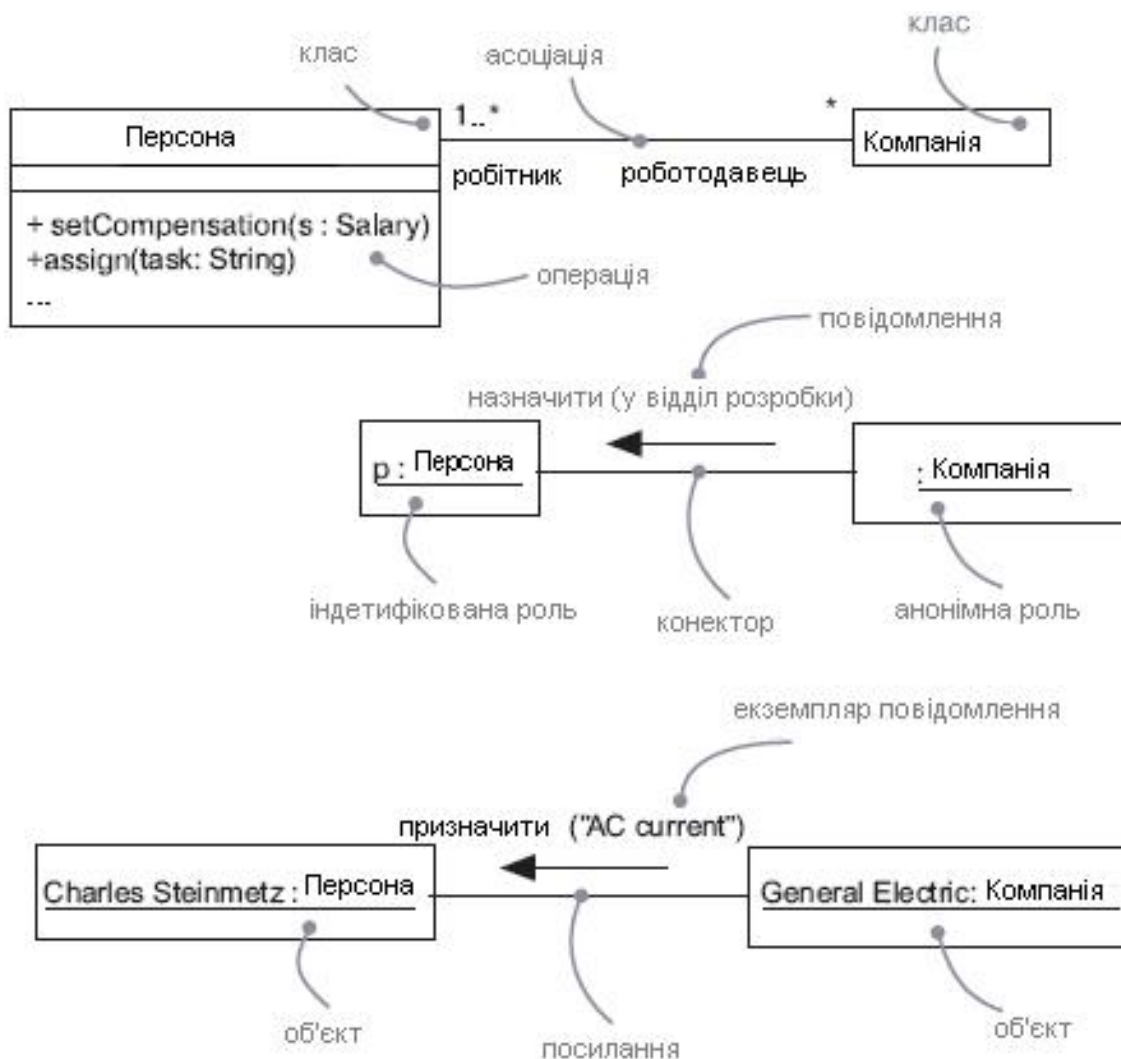 клас
асоціація
клас
Персона
1..*
*
Компанія
робітник
роботодавець
+ setCompensation(s : Salary)
+assign(task: String)
...
операція
повідомлення
назначити (у відділ розробки)
p : Персона
: Компанія
індетифікована роль
конектор
анонімна роль
екземпляр повідомлення
призначити ("AC current")
Charles Steinmetz : Персона
General Electric: Компанія
об'єкт
посилання
об'єкт